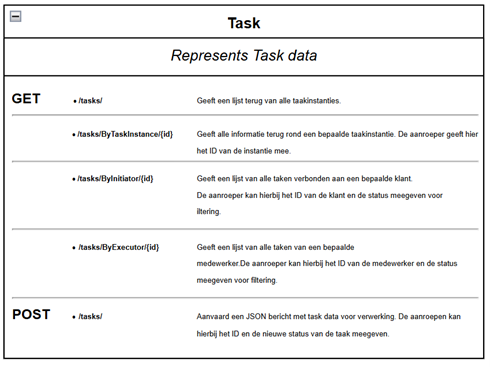 Task
Represents Task data
GET
• /tasks/
Geeft een lijst terug van alle taakinstanties.
• /tasks/ByTaskInstance/{id}
Geeft alle informatie terug rond een bepaalde taakinstantie. De aanroeper geeft hier
het ID van de instantie mee.
• /tasks/ByInitiator/{id}
Geeft een lijst van alle taken verbonden aan een bepaalde klant.
De aanroeper kan hierbij het ID van de klant en de status meegeven voor
iltering.
• /tasks/ByExecutor/{id}
Geeft een lijst van alle taken van een bepaalde
medewerker.De aanroeper kan hierbij het ID van de medewerker en de status
meegeven voor filtering.
POST
• /tasks/
Aanvaard een JSON bericht met task data voor verwerking. De aanroepen kan
hierbij het ID en de nieuwe status van de taak meegeven.